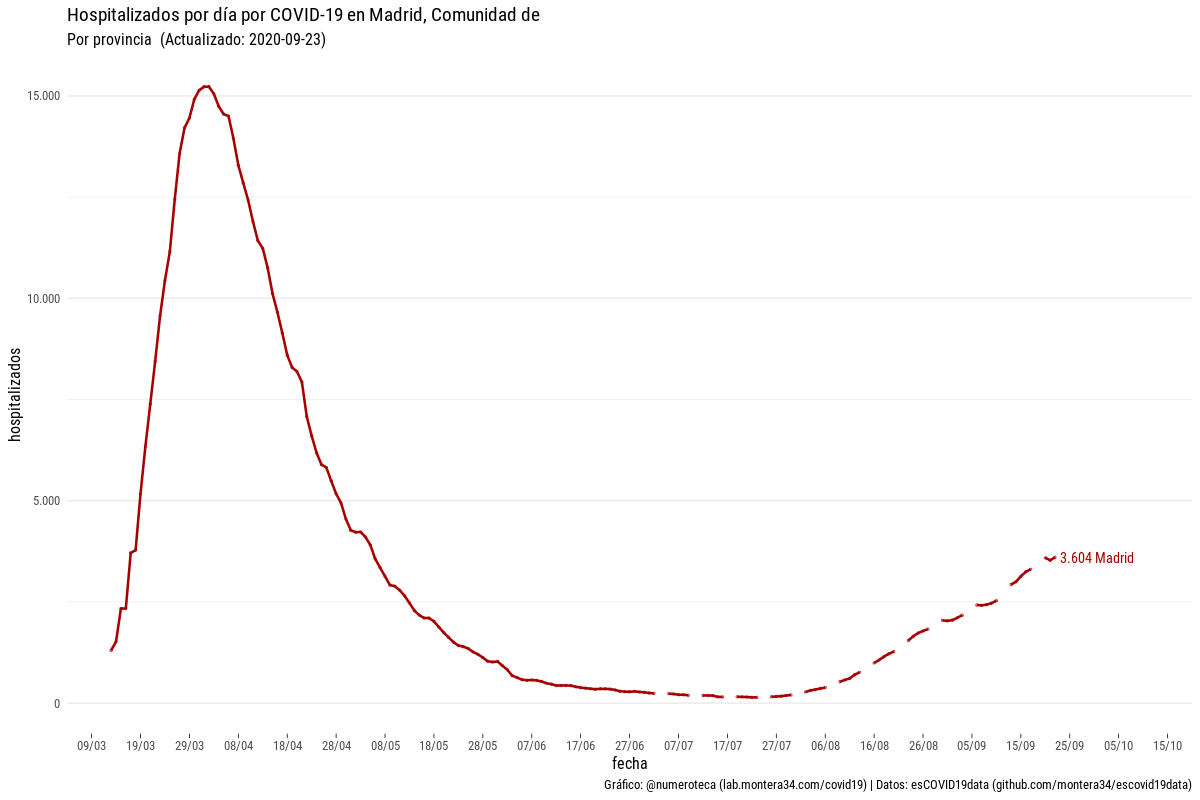 Hospitalizados por día por COVID-19 en Madrid, Comunidad de
Por provincia (Actualizado: 2020-09-23)
hospitalizados
15.000
10.000
5.000
0
3.604 Madrid
09/03 19/03 29/03 08/04 18/04 28/04 08/05 18/05 28/05 07/06 17/06 27/06 07/07 17/07 27/07 06/08 16/08 26/08 05/09 15/09 25/09 05/10 15/10
fecha
Gráfico: @numeroteca (lab.montera34.com/covid19) | Datos: esCOVID19data (github.com/montera34/escovid19data)